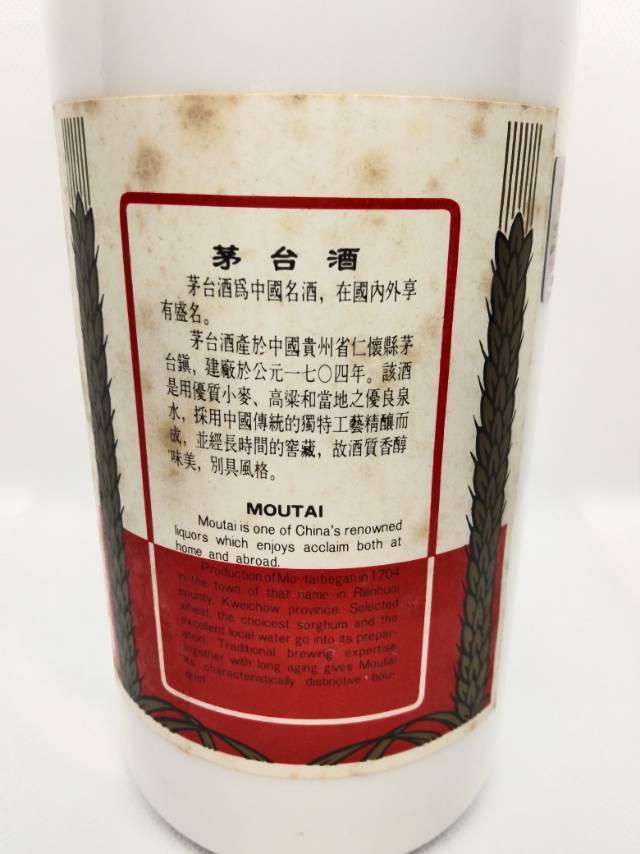 茅台酒
茅台酒爲中國名酒，在國內外享
有盛名。
茅台酒產於中國貴州省仁懷縣茅
台鎭，建廠於公元一七〇四年。該酒
是用優質小麥、高粱和當地之優良泉
水，採用中國傳統的獨特工藝精釀而
成，並經長時間的窖藏，故酒質香醇
味美，別具風格。
MOUTAI
Moutai is one of China's renowned
liquors which enjoys acclaim both at
home and abroad.
Production of Moutai began in 1704
in the town of that name in Renhuai
county, Kweichow province. Selected
wheat, the choicest sorghum and the
excellent local water go into its prepar-
ation. Traditional brewing expertise
together with long aging gives Moutai
its characteristically distinctive bou-
quet.